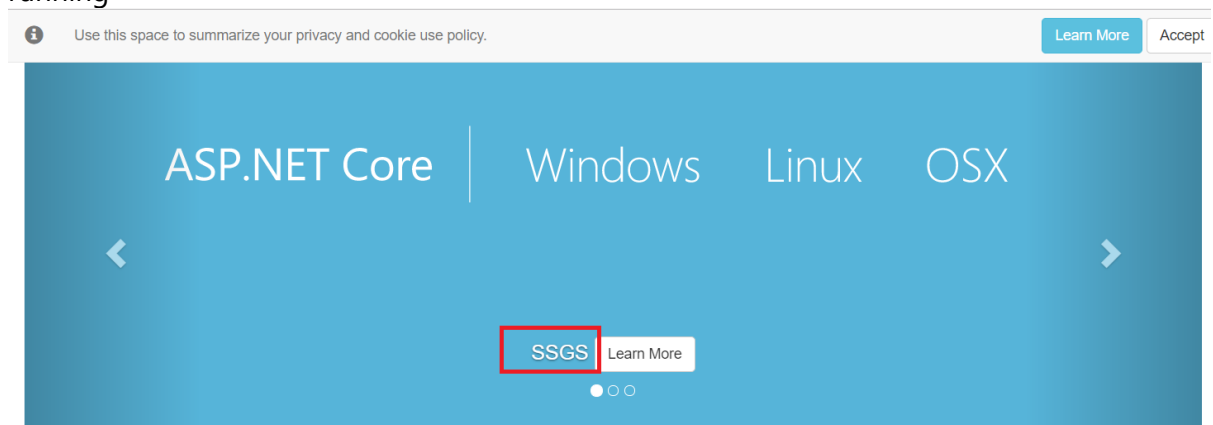 running
Use this space to summarize your privacy and cookie use policy.
Learn More
Accept
ASP.NET Core
Windows Linux OSX
SSGS Learn More